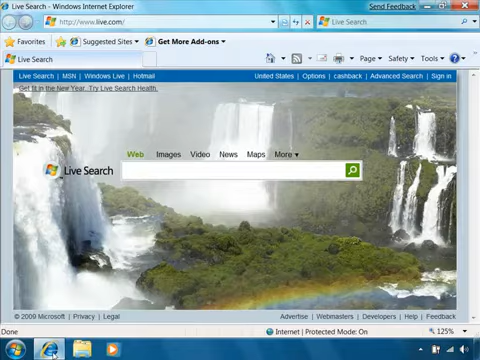 Live Search - Windows Internet Explorer
Send Feedback
http://www.live.com/
Live Search
Favorites
Suggested Sites
Get More Add-ons
Live Search
Page
Safety
Tools
Live Search | MSN | Windows Live | Hotmail
United States | Options | cashback | Advanced Search | Sign in
Get fit in the New Year. Try Live Search Health.
Web Images Video News Maps More
Live Search
© 2009 Microsoft | Privacy | Legal
Advertise | Webmasters | Developers | Help | Feedback
Done
Internet | Protected Mode: On
125%